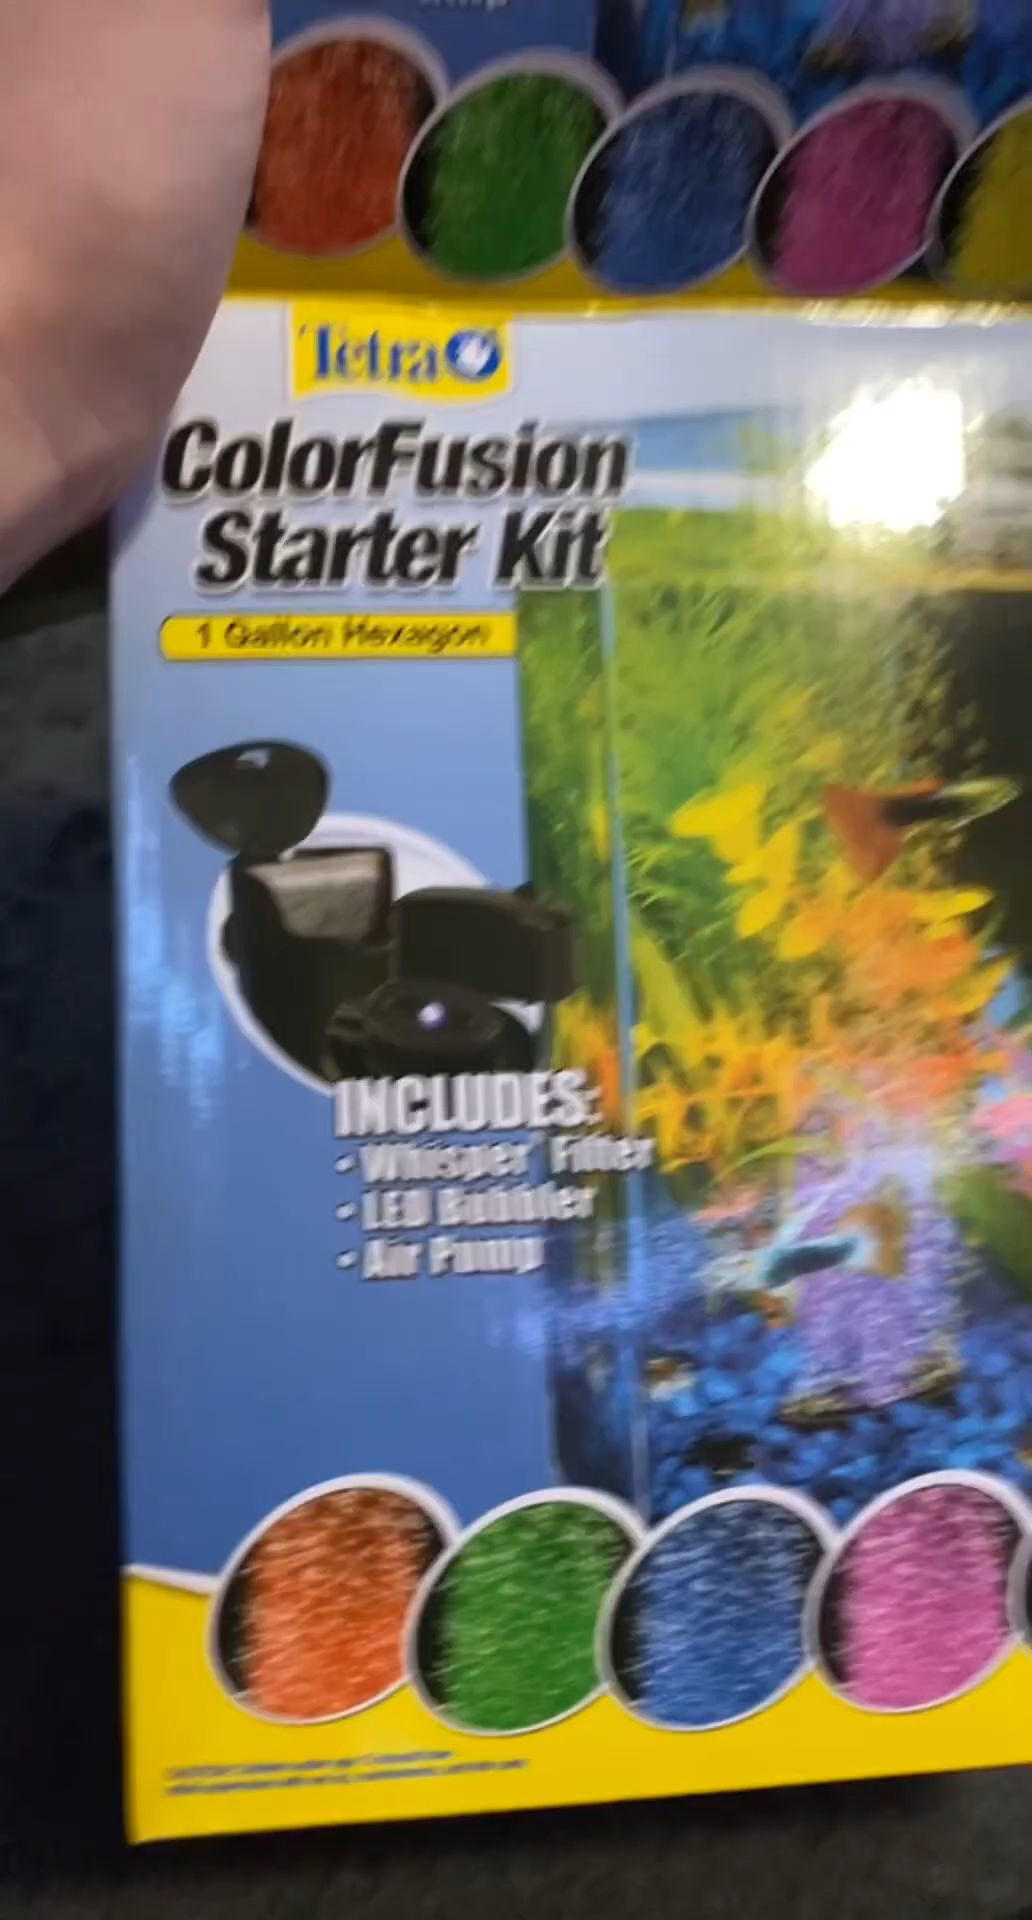 Tetra
ColorFusion
Starter Kit
1 Gallon Hexagon
INCLUDES:
• Whisper Filter
• LED Bubbler
• Air Pump